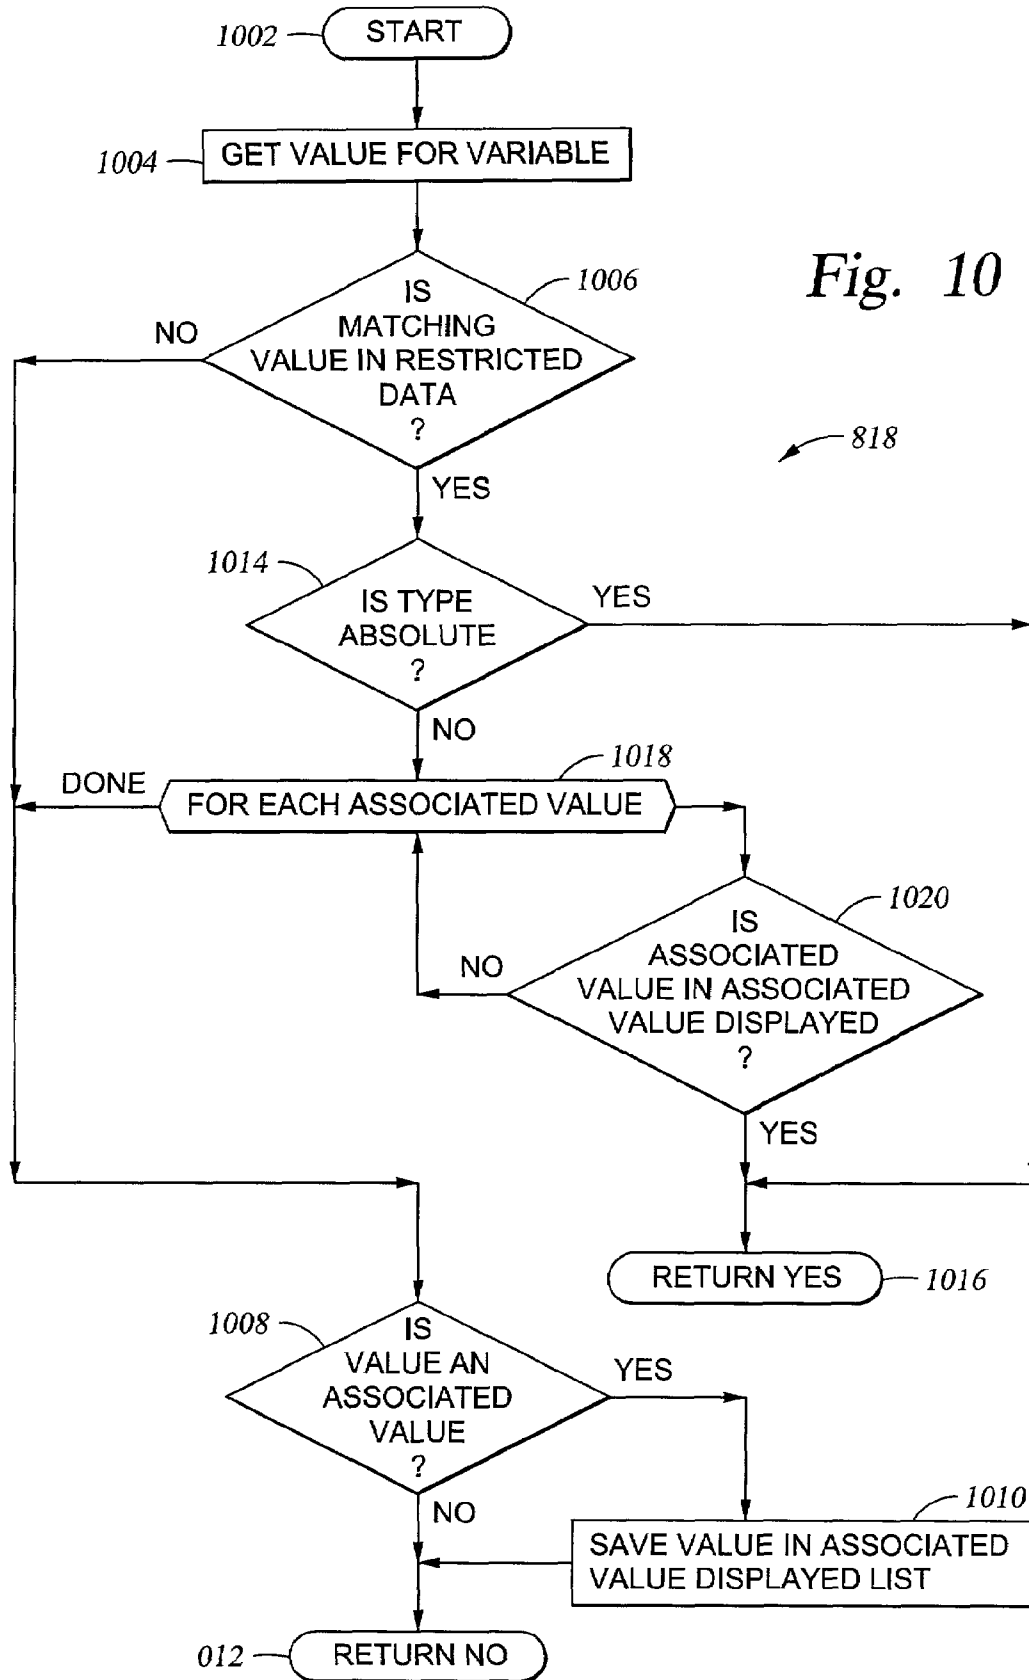 1002
START
1004
GET VALUE FOR VARIABLE
Fig. 10
1006
IS
MATCHING
VALUE IN RESTRICTED
DATA
?
NO
YES
818
1014
IS TYPE
ABSOLUTE
?
YES
NO
1018
DONE
FOR EACH ASSOCIATED VALUE
1020
IS
ASSOCIATED
VALUE IN ASSOCIATED
VALUE DISPLAYED
?
NO
YES
RETURN YES
1016
1008
IS
VALUE AN
ASSOCIATED
VALUE
?
YES
NO
1010
SAVE VALUE IN ASSOCIATED
VALUE DISPLAYED LIST
012
RETURN NO